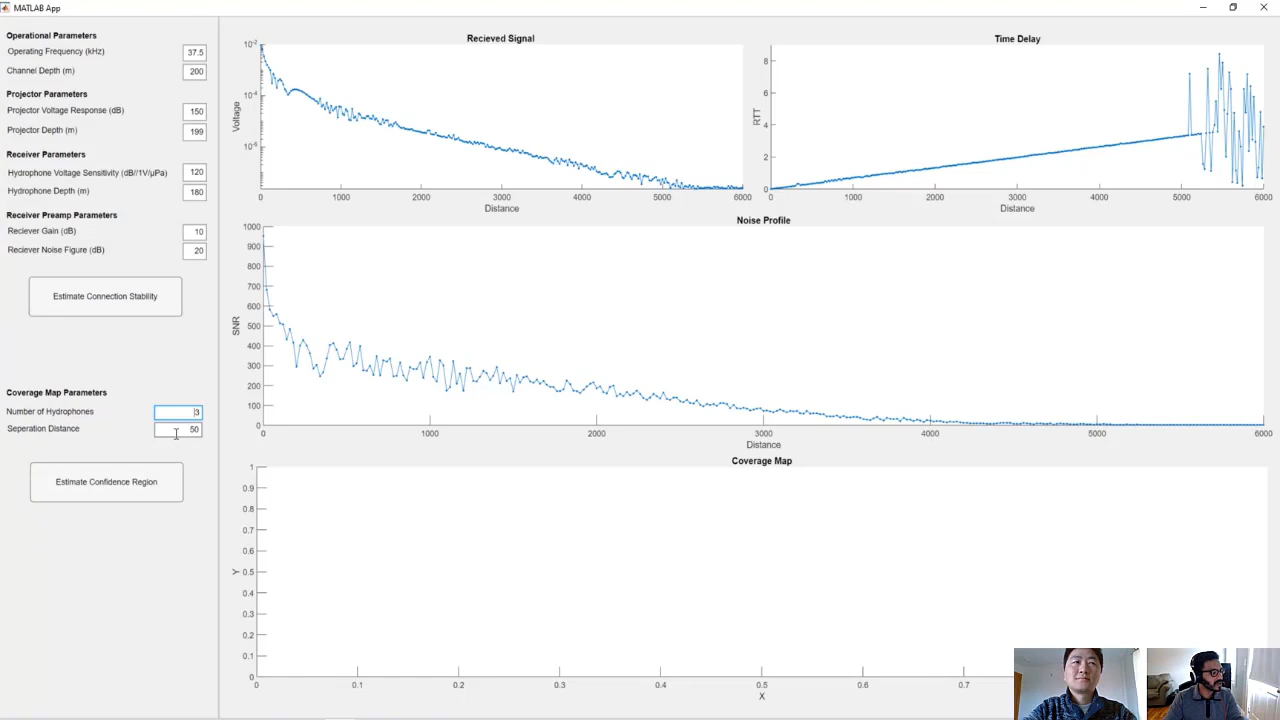 MATLAB App
Operational Parameters
Operating Frequency (kHz) 37.5
Channel Depth (m) 200
Projector Parameters
Projector Voltage Response (dB) 150
Projector Depth (m) 199
Receiver Parameters
Hydrophone Voltage Sensitivity (dB//1V/μPa) 120
Hydrophone Depth (m) 180
Receiver Preamp Parameters
Reciever Gain (dB) 10
Reciever Noise Figure (dB) 20
Estimate Connection Stability
Coverage Map Parameters
Number of Hydrophones 3
Seperation Distance 50
Estimate Confidence Region
Recieved Signal
Voltage
10^-2
10^-4
10^-6
0 1000 2000 3000 4000 5000 6000
Distance
Time Delay
RTT
8
6
4
2
0
0 1000 2000 3000 4000 5000 6000
Distance
Noise Profile
SNR
1000
900
800
700
600
500
400
300
200
100
0
0 1000 2000 3000 4000 5000 6000
Distance
Coverage Map
Y
1
0.9
0.8
0.7
0.6
0.5
0.4
0.3
0.2
0.1
0
0 0.1 0.2 0.3 0.4 0.5 0.6 0.7
X